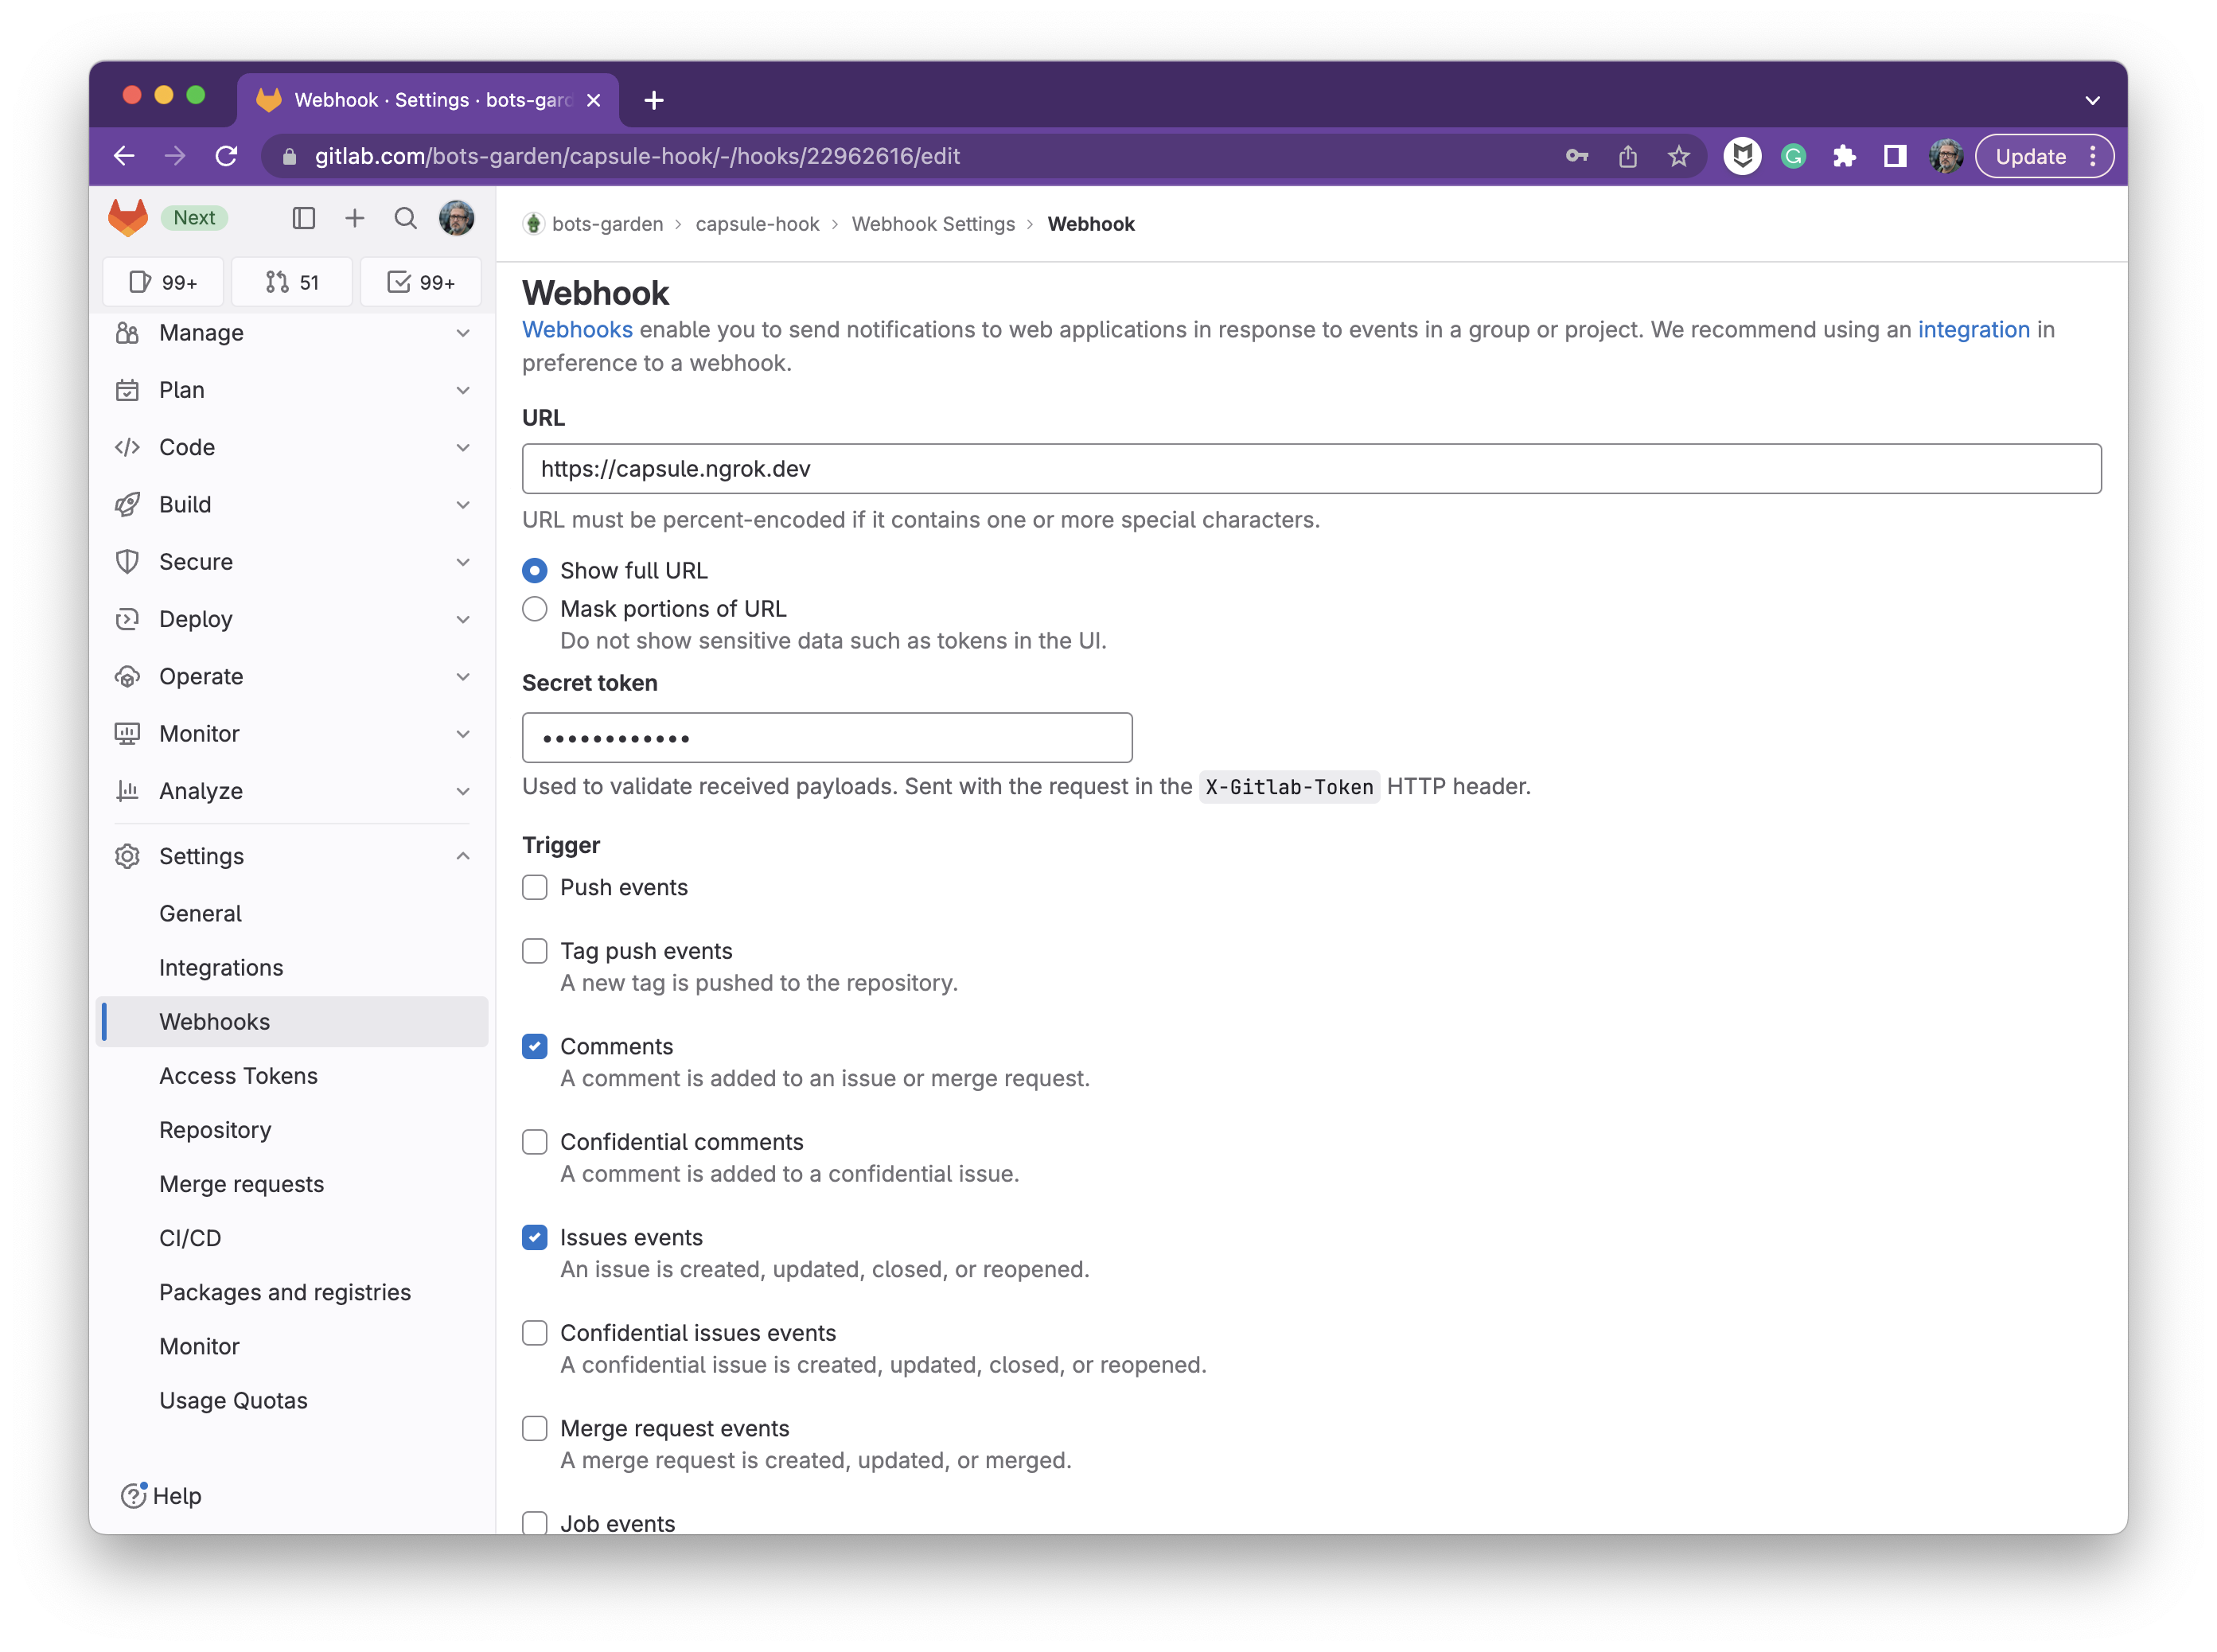 Webhook · Settings · bots-gard
gitlab.com/bots-garden/capsule-hook/-/hooks/22962616/edit
Update
Next
99+
51
99+
Manage
Plan
Code
Build
Secure
Deploy
Operate
Monitor
Analyze
Settings
General
Integrations
Webhooks
Access Tokens
Repository
Merge requests
CI/CD
Packages and registries
Monitor
Usage Quotas
Help
bots-garden › capsule-hook › Webhook Settings › Webhook
Webhook
Webhooks enable you to send notifications to web applications in response to events in a group or project. We recommend using an integration in
preference to a webhook.
URL
https://capsule.ngrok.dev
URL must be percent-encoded if it contains one or more special characters.
Show full URL
Mask portions of URL
Do not show sensitive data such as tokens in the UI.
Secret token
••••••••••••
Used to validate received payloads. Sent with the request in the X-Gitlab-Token HTTP header.
Trigger
Push events
Tag push events
A new tag is pushed to the repository.
Comments
A comment is added to an issue or merge request.
Confidential comments
A comment is added to a confidential issue.
Issues events
An issue is created, updated, closed, or reopened.
Confidential issues events
A confidential issue is created, updated, closed, or reopened.
Merge request events
A merge request is created, updated, or merged.
Job events